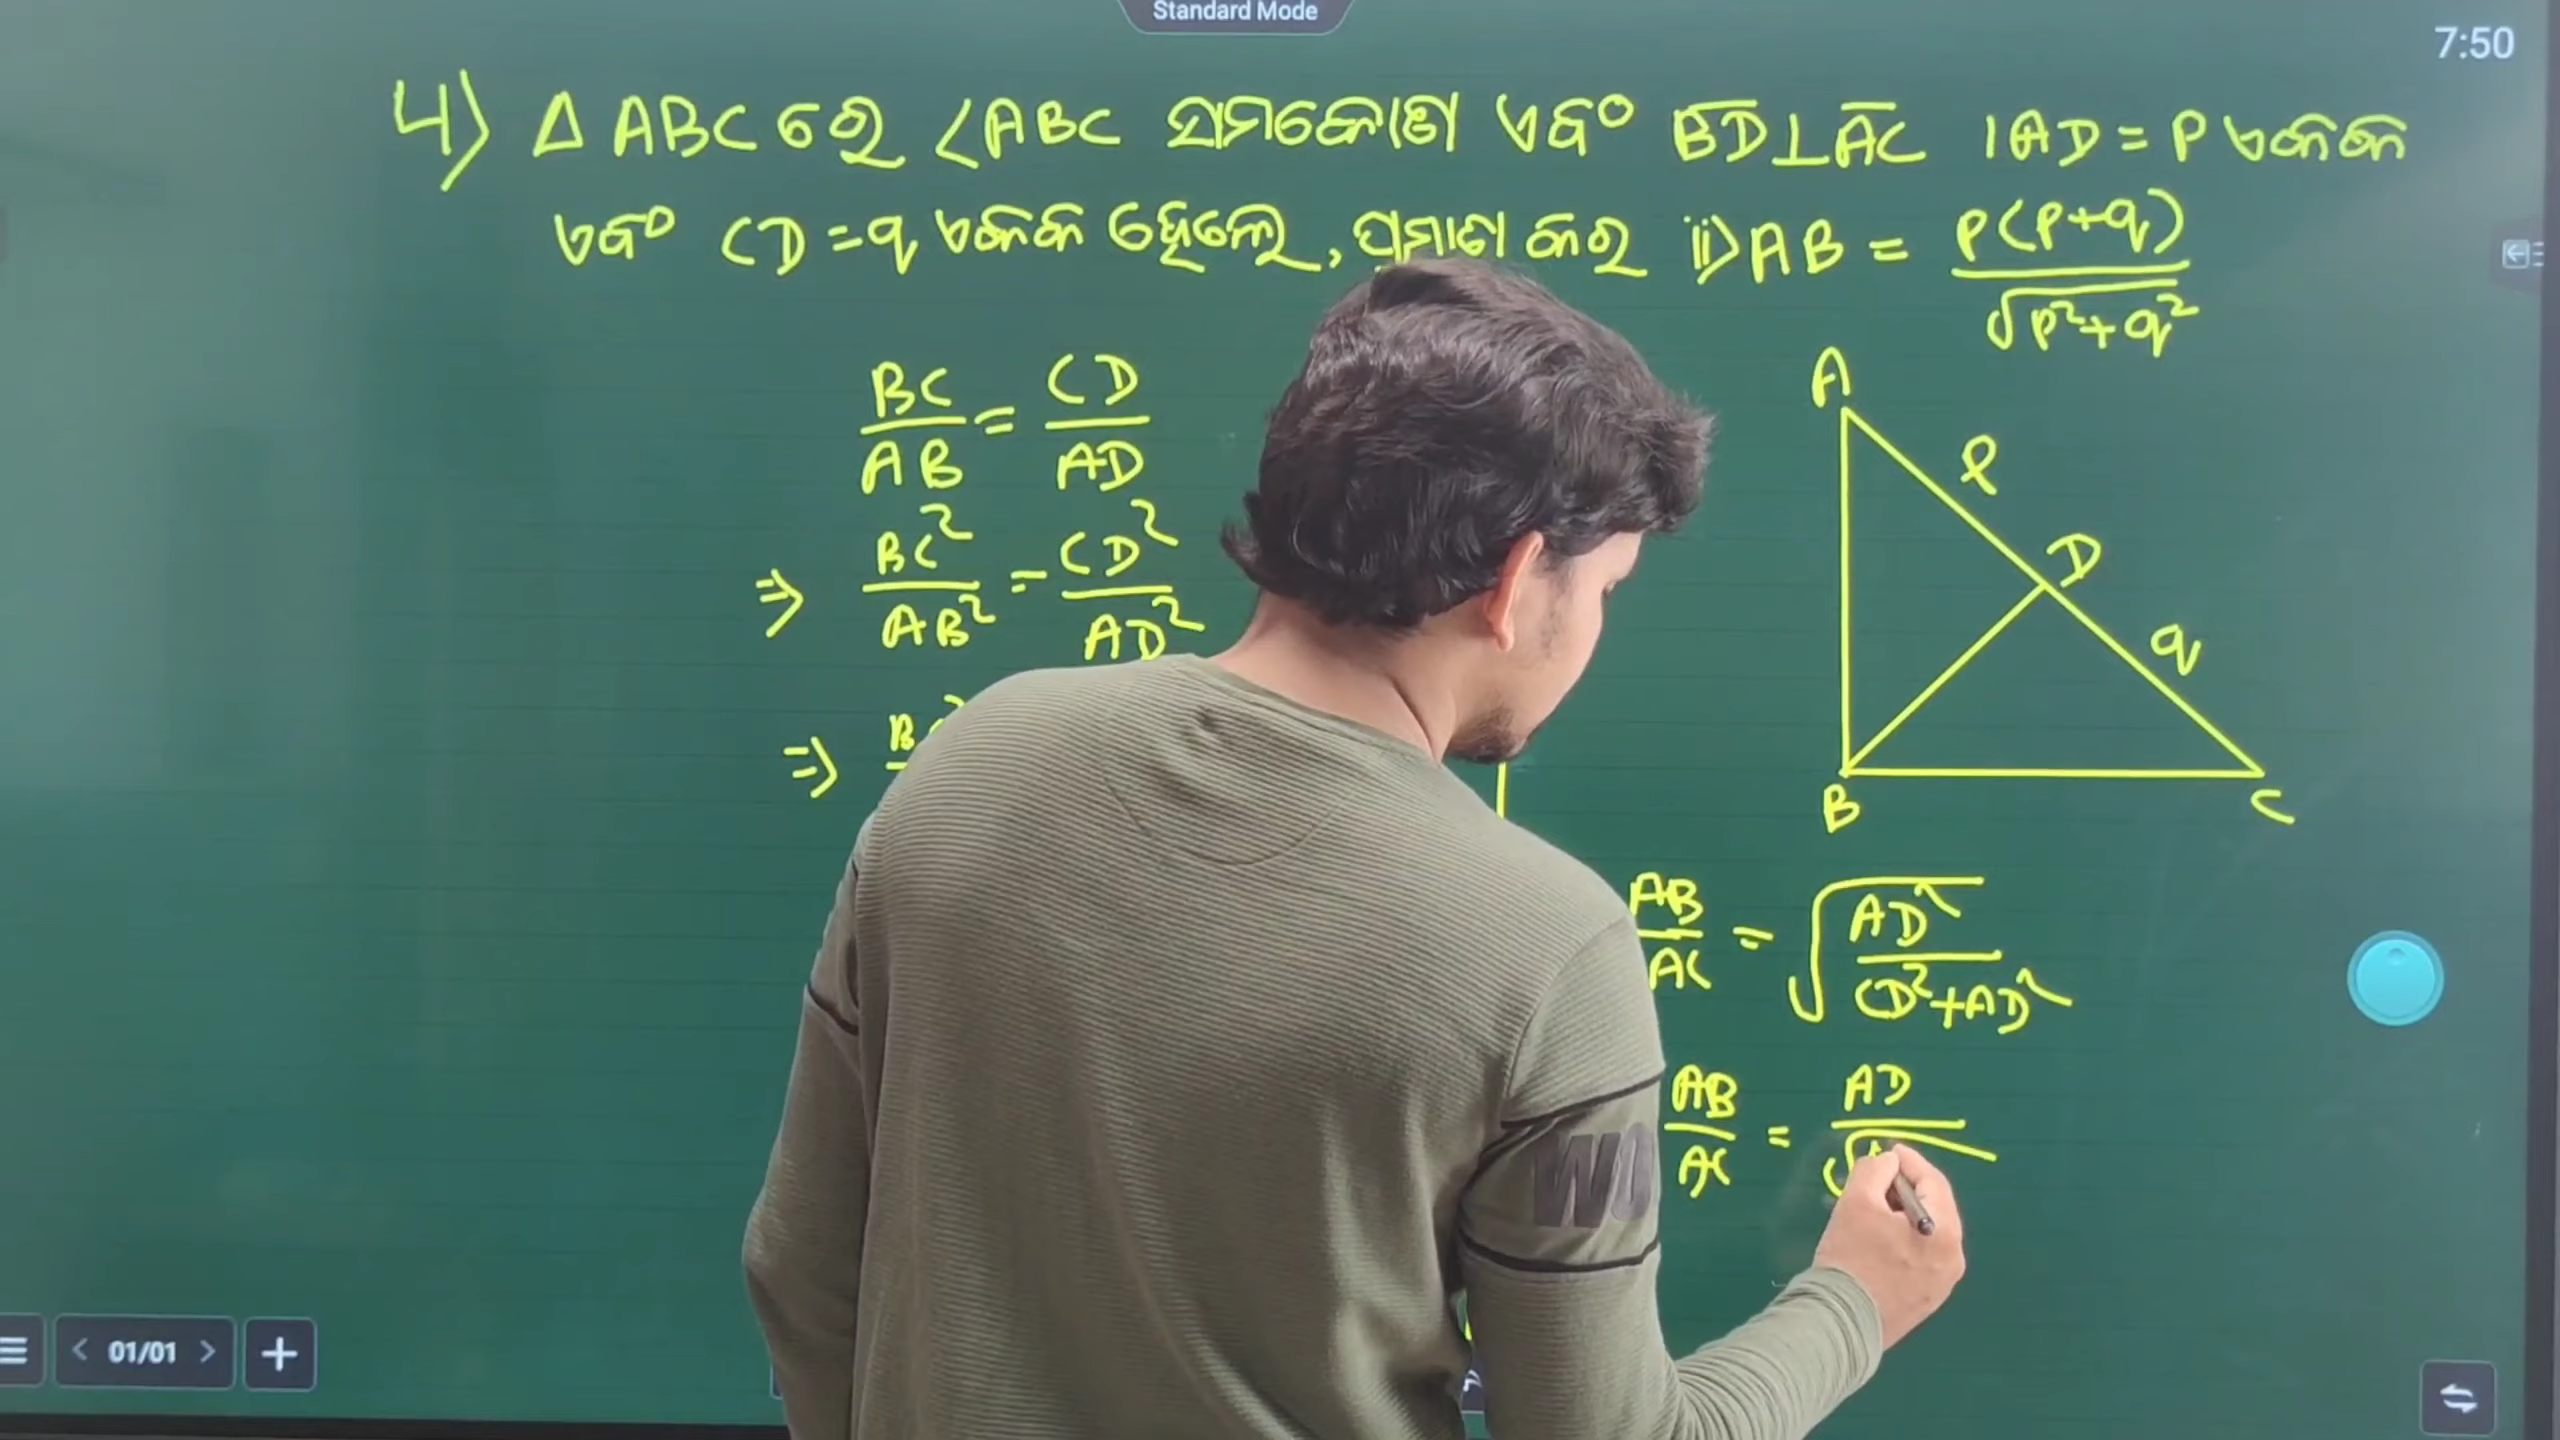 Standard Mode
7:50
4) Δ ABC ରେ <ABC ସମକୋଣ ଏବଂ B̅D̅⊥A̅C̅ । AD = P ଏକକ
ଏବଂ CD = q ଏକକ ହେଲେ, ପ୍ରମାଣ କର ii) AB = P(P+q)/√P²+q²
BC/AB = CD/AD
⇒ BC²/AB² = CD²/AD²
⇒
A
P
D
q
B
C
AB/AC = √AD²/CD²+AD²
AB/AC = AD/√
WO
01/01